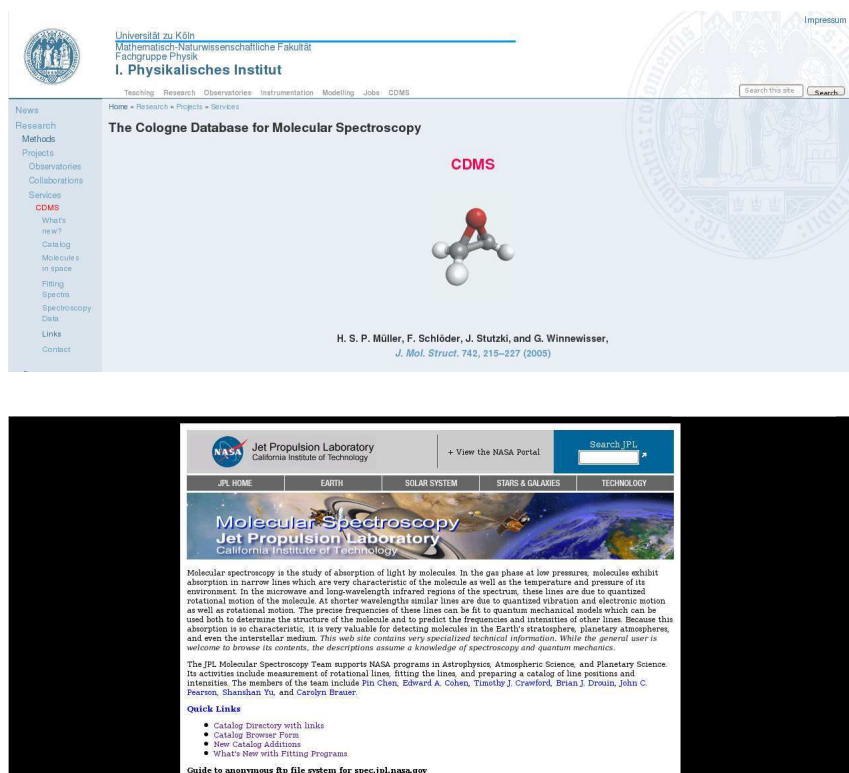 Impressum
Universität zu Köln
Mathematisch-Naturwissenschaftliche Fakultät
Fachgruppe Physik
I. Physikalisches Institut
Teaching Research Observatories Instrumentation Modelling Jobs CDMS
Search this site Search
Home » Research » Projects » Services
News
Research
Methods
Projects
Observatories
Collaborations
Services
CDMS
What's
new?
Catalog
Molecules
in space
Fitting
Spectra
Spectroscopy
Data
Links
Contact
The Cologne Database for Molecular Spectroscopy
CDMS
H. S. P. Müller, F. Schlöder, J. Stutzki, and G. Winnewisser,
J. Mol. Struct. 742, 215–227 (2005)
NASA
Jet Propulsion Laboratory
California Institute of Technology
+ View the NASA Portal
Search JPL
JPL HOME EARTH SOLAR SYSTEM STARS & GALAXIES TECHNOLOGY
Molecular Spectroscopy
Jet Propulsion Laboratory
California Institute of Technology
Molecular spectroscopy is the study of absorption of light by molecules. In the gas phase at low pressures, molecules exhibit
absorption in narrow lines which are very characteristic of the molecule as well as the temperature and pressure of its
environment. In the microwave and long-wavelength infrared regions of the spectrum, these lines are due to quantized
rotational motion of the molecule. At shorter wavelengths similar lines are due to quantized vibration and electronic motion
as well as rotational motion. The precise frequencies of these lines can be fit to quantum mechanical models which can be
used both to determine the structure of the molecule and to predict the frequencies and intensities of other lines. Because this
absorption is so characteristic, it is very valuable for detecting molecules in the Earth's stratosphere, planetary atmospheres,
and even the interstellar medium. This web site contains very specialized technical information. While the general user is
welcome to browse its contents, the descriptions assume a knowledge of spectroscopy and quantum mechanics.
The JPL Molecular Spectroscopy Team supports NASA programs in Astrophysics, Atmospheric Science, and Planetary Science.
Its activities include measurement of rotational lines, fitting the lines, and preparing a catalog of line positions and
intensities. The members of the team include Pin Chen, Edward A. Cohen, Timothy J. Crawford, Brian J. Drouin, John C.
Pearson, Shanshan Yu, and Carolyn Brauer.
Quick Links
Catalog Directory with links
Catalog Browser Form
New Catalog Additions
What's New with Fitting Programs
Guide to anonymous ftp file system for spec.jpl.nasa.gov